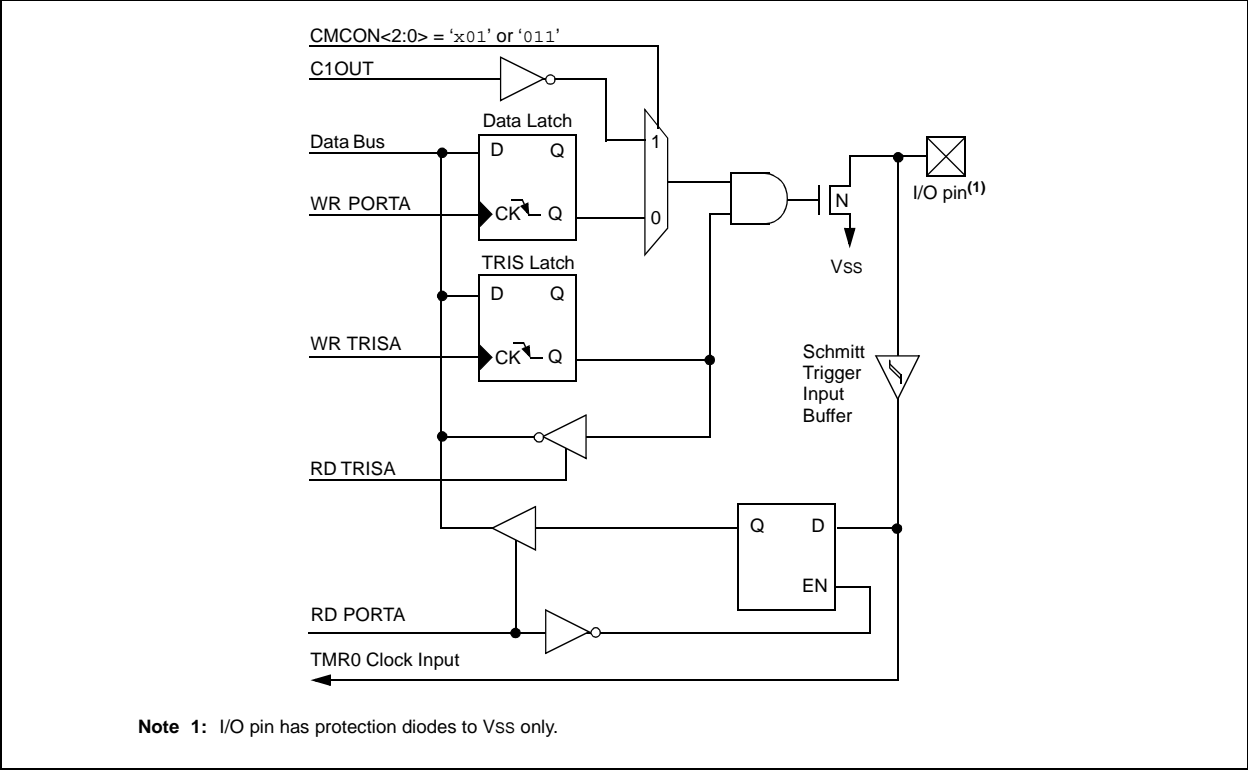 CMCON<2:0> = ‘x01’ or ‘011’
C1OUT
Data Latch
Data Bus
D Q
WR PORTA
CK Q
1
0
N
I/O pin(1)
VSS
TRIS Latch
D Q
WR TRISA
CK Q
Schmitt
Trigger
Input
Buffer
RD TRISA
Q D
EN
RD PORTA
TMR0 Clock Input
Note 1: I/O pin has protection diodes to VSS only.